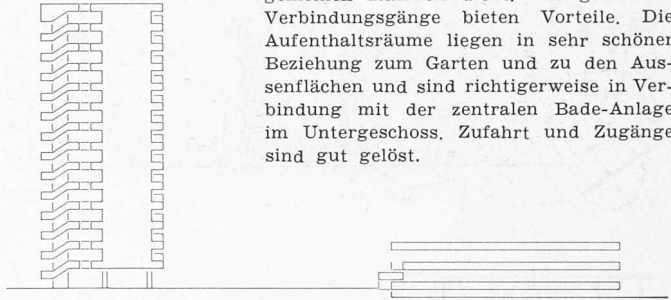 Verbindungsgänge bieten Vorteile. Die
Aufenthaltsräume liegen in sehr schöner
Beziehung zum Garten und zu den Aus-
senflächen und sind richtigerweise in Ver-
bindung mit der zentralen Bade-Anlage
im Untergeschoss. Zufahrt und Zugänge
sind gut gelöst.